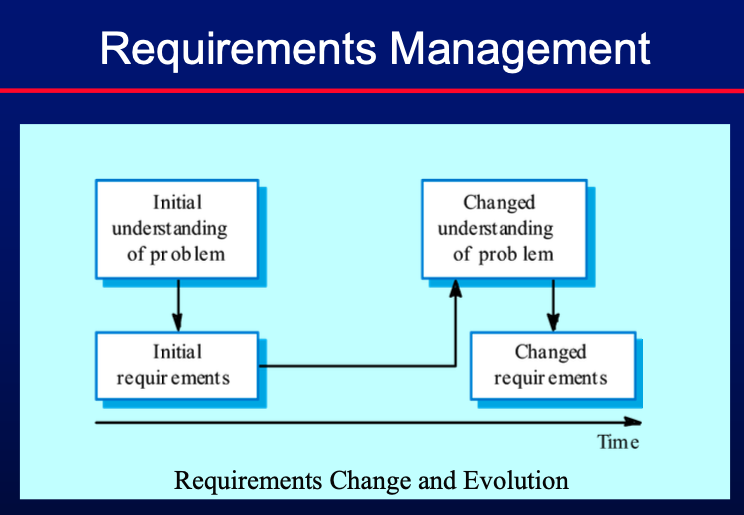 Requirements Management
Initial
understanding
of problem
Changed
understanding
of problem
Initial
requirements
Changed
requirements
Time
Requirements Change and Evolution